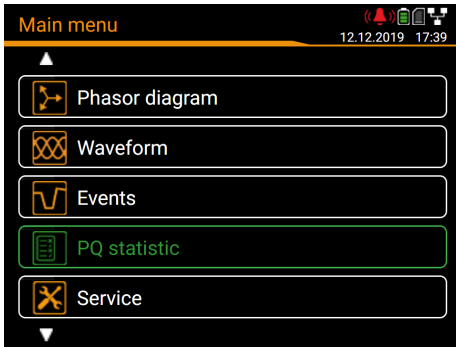 Main menu
12.12.2019 17:39
Phasor diagram
Waveform
Events
PQ statistic
Service